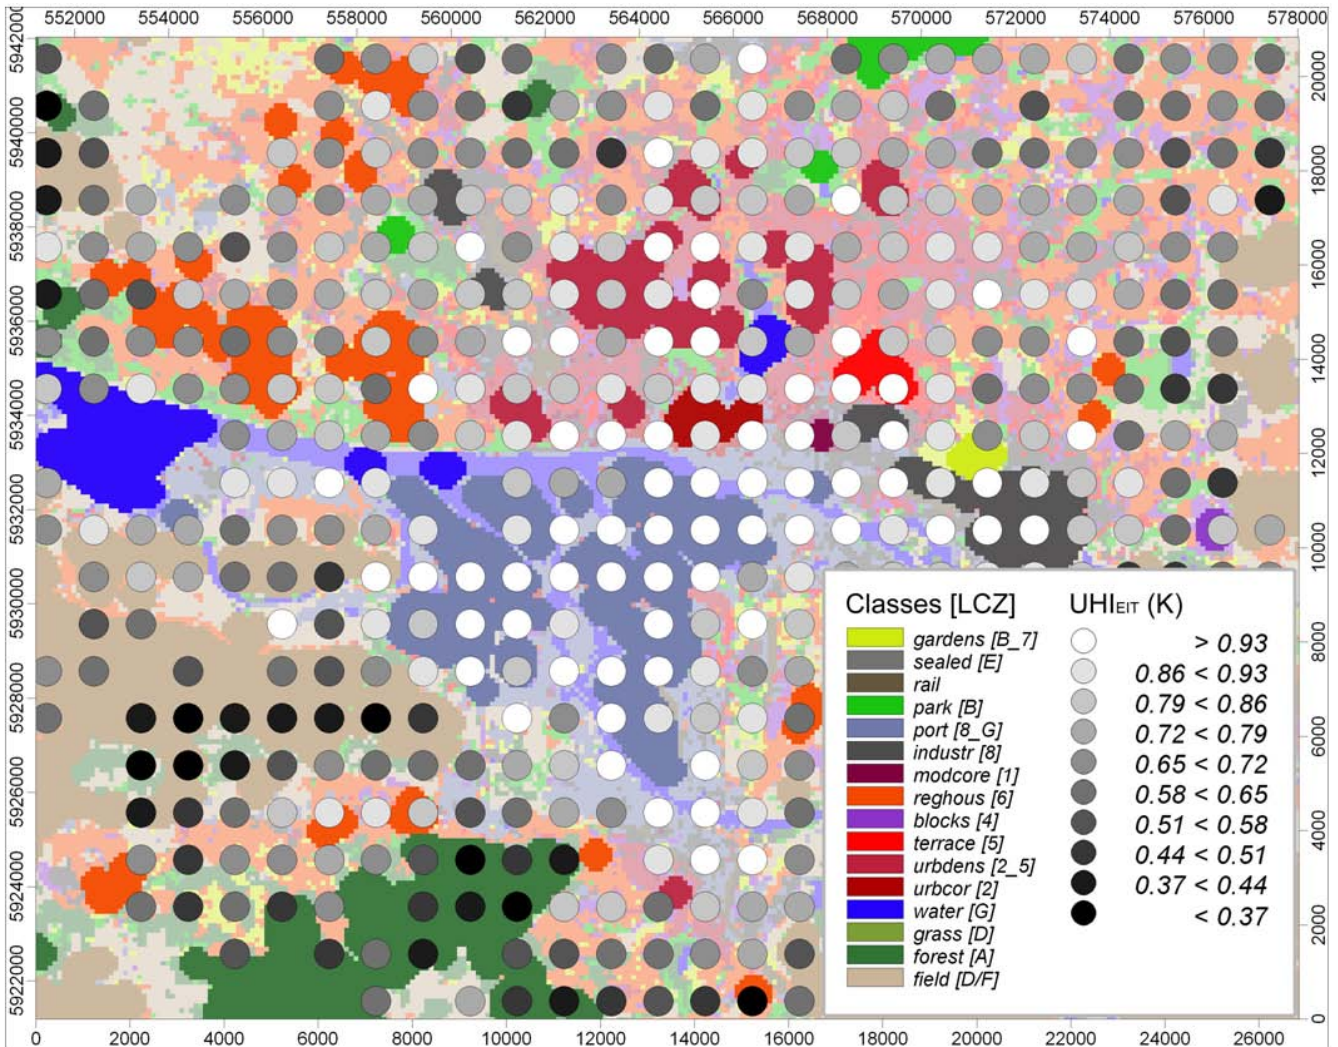 552000 554000 556000 558000 560000 562000 564000 566000 568000 570000 572000 574000 576000 578000
5942000
5940000
5938000
5936000
5934000
5932000
5930000
5928000
5926000
5924000
5922000
20000
18000
16000
14000
12000
10000
8000
6000
4000
2000
0
Classes [LCZ]
gardens [B_7]
sealed [E]
rail
park [B]
port [8_G]
industr [8]
modcore [1]
reghous [6]
blocks [4]
terrace [5]
urbdens [2_5]
urbcor [2]
water [G]
grass [D]
forest [A]
field [D/F]
UHIEIT (K)
> 0.93
0.86 < 0.93
0.79 < 0.86
0.72 < 0.79
0.65 < 0.72
0.58 < 0.65
0.51 < 0.58
0.44 < 0.51
0.37 < 0.44
< 0.37
0 2000 4000 6000 8000 10000 12000 14000 16000 18000 20000 22000 24000 26000